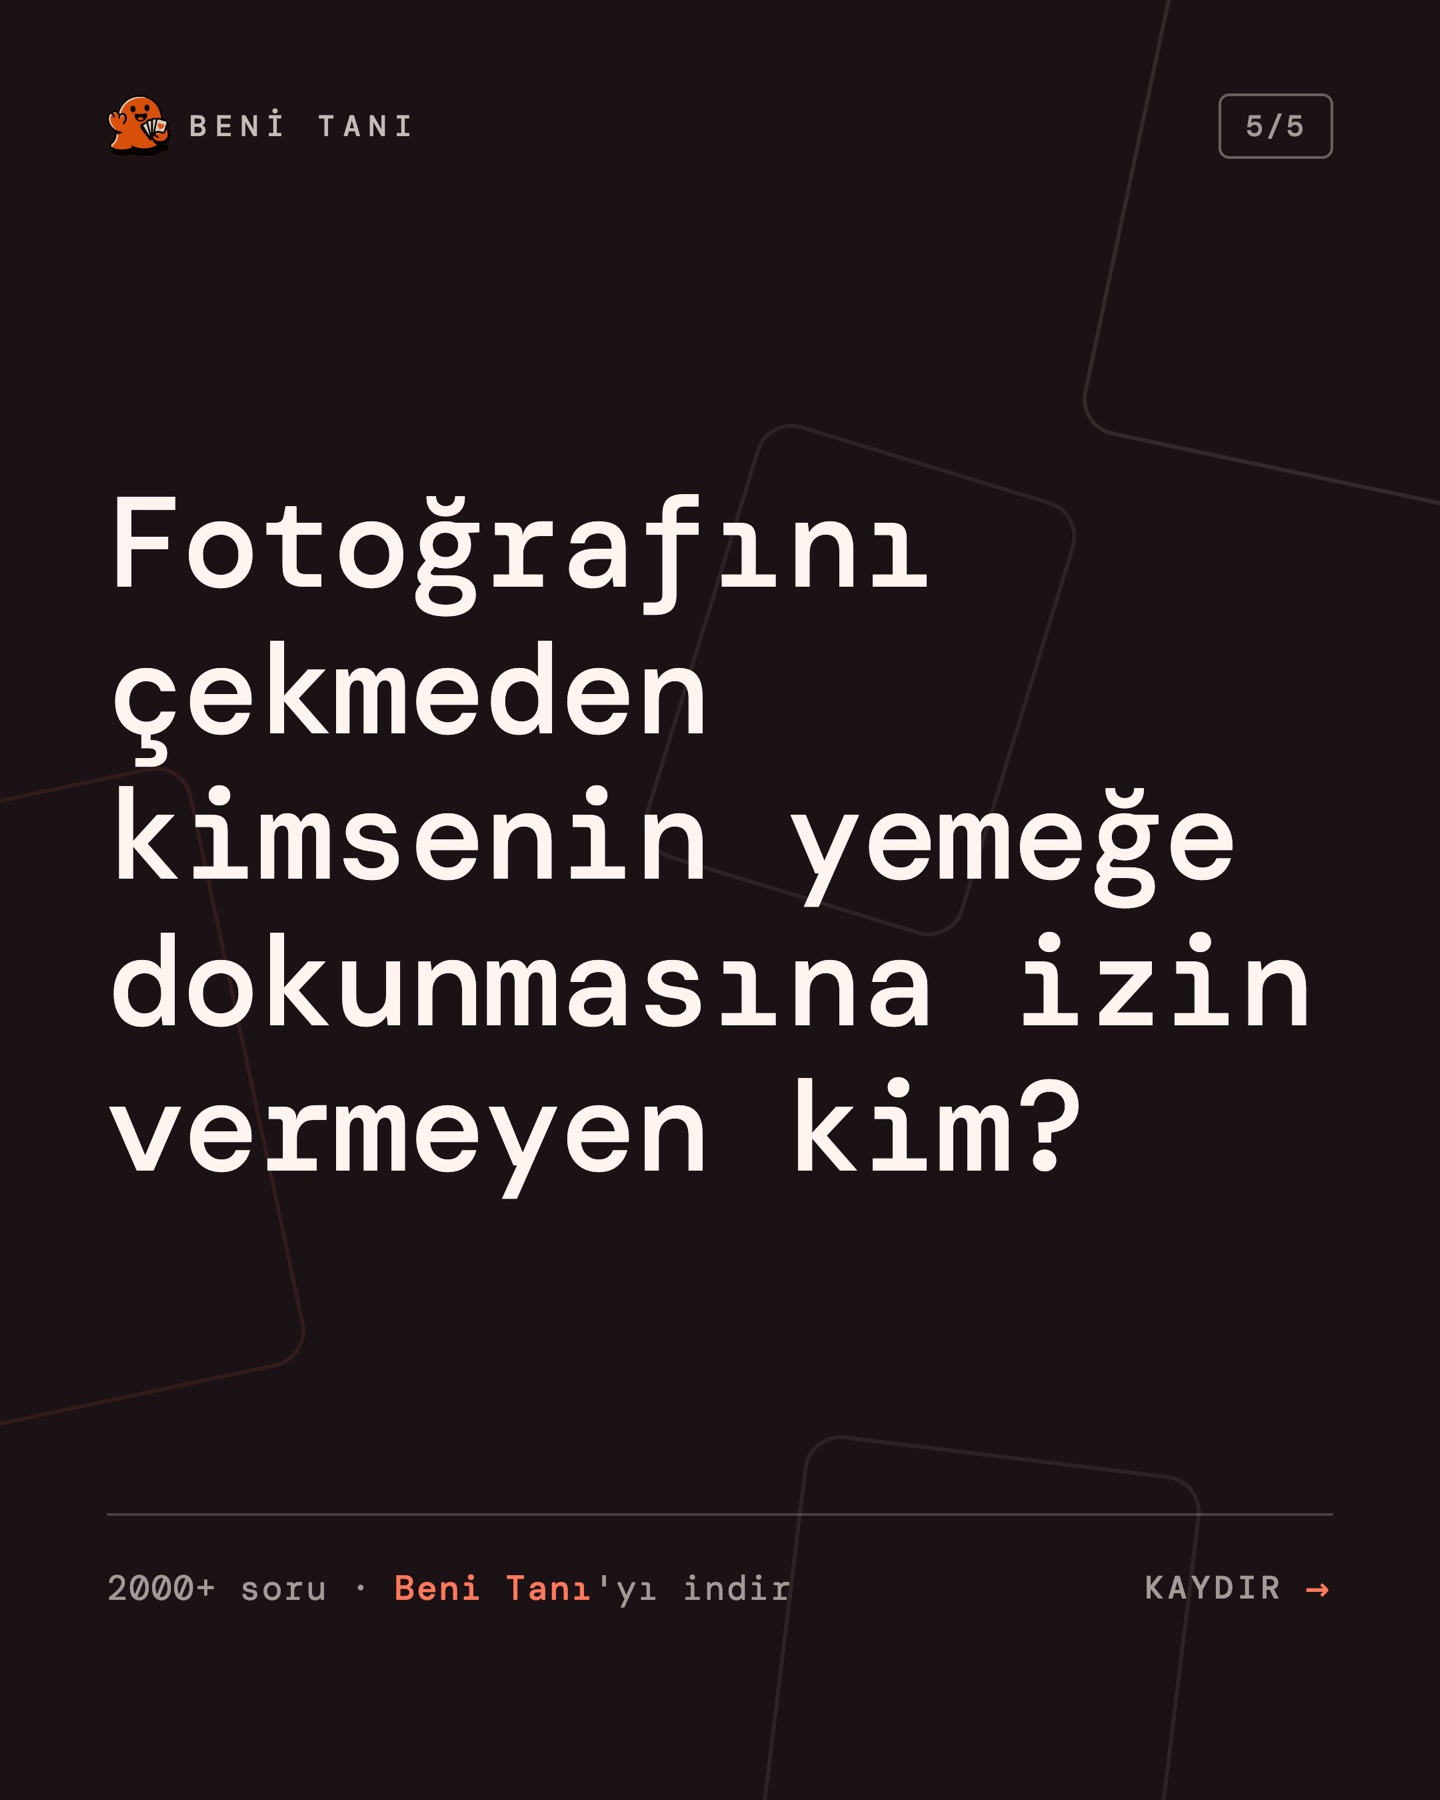 BENİ TANI
5/5
Fotoğrafını
çekmeden
kimsenin yemeğe
dokunmasına izin
vermeyen kim?
2000+ soru · Beni Tanı'yı indir
KAYDIR →